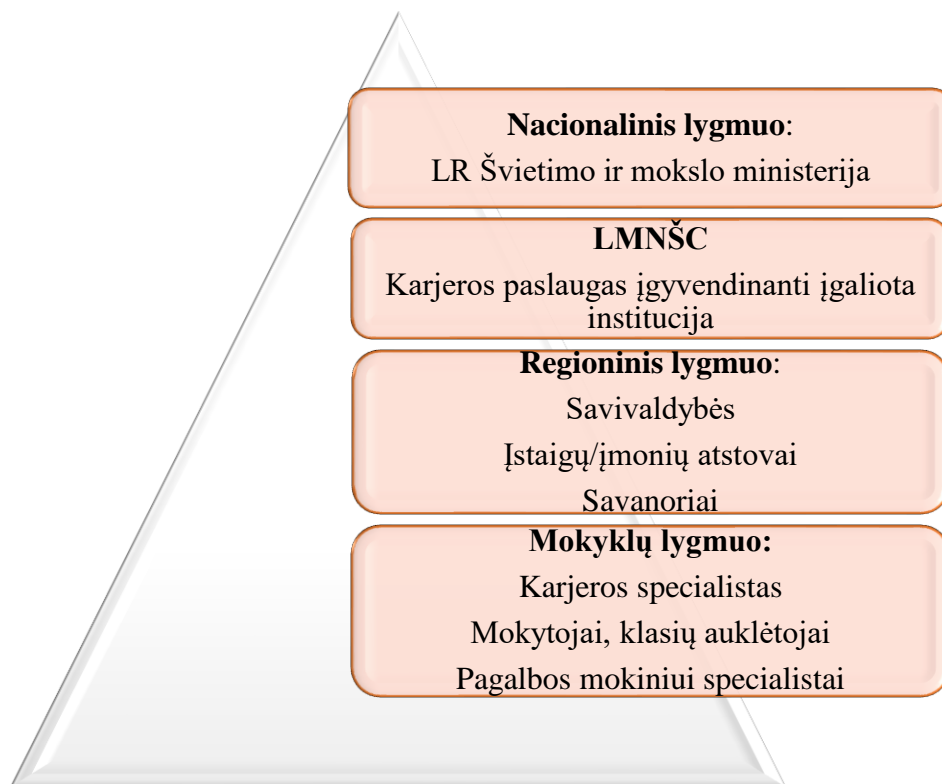 Nacionalinis lygmuo:
LR Švietimo ir mokslo ministerija
LMNŠC
Karjeros paslaugas įgyvendinanti įgaliota
institucija
Regioninis lygmuo:
Savivaldybės
Įstaigų/įmonių atstovai
Savanoriai
Mokyklų lygmuo:
Karjeros specialistas
Mokytojai, klasių auklėtojai
Pagalbos mokiniui specialistai